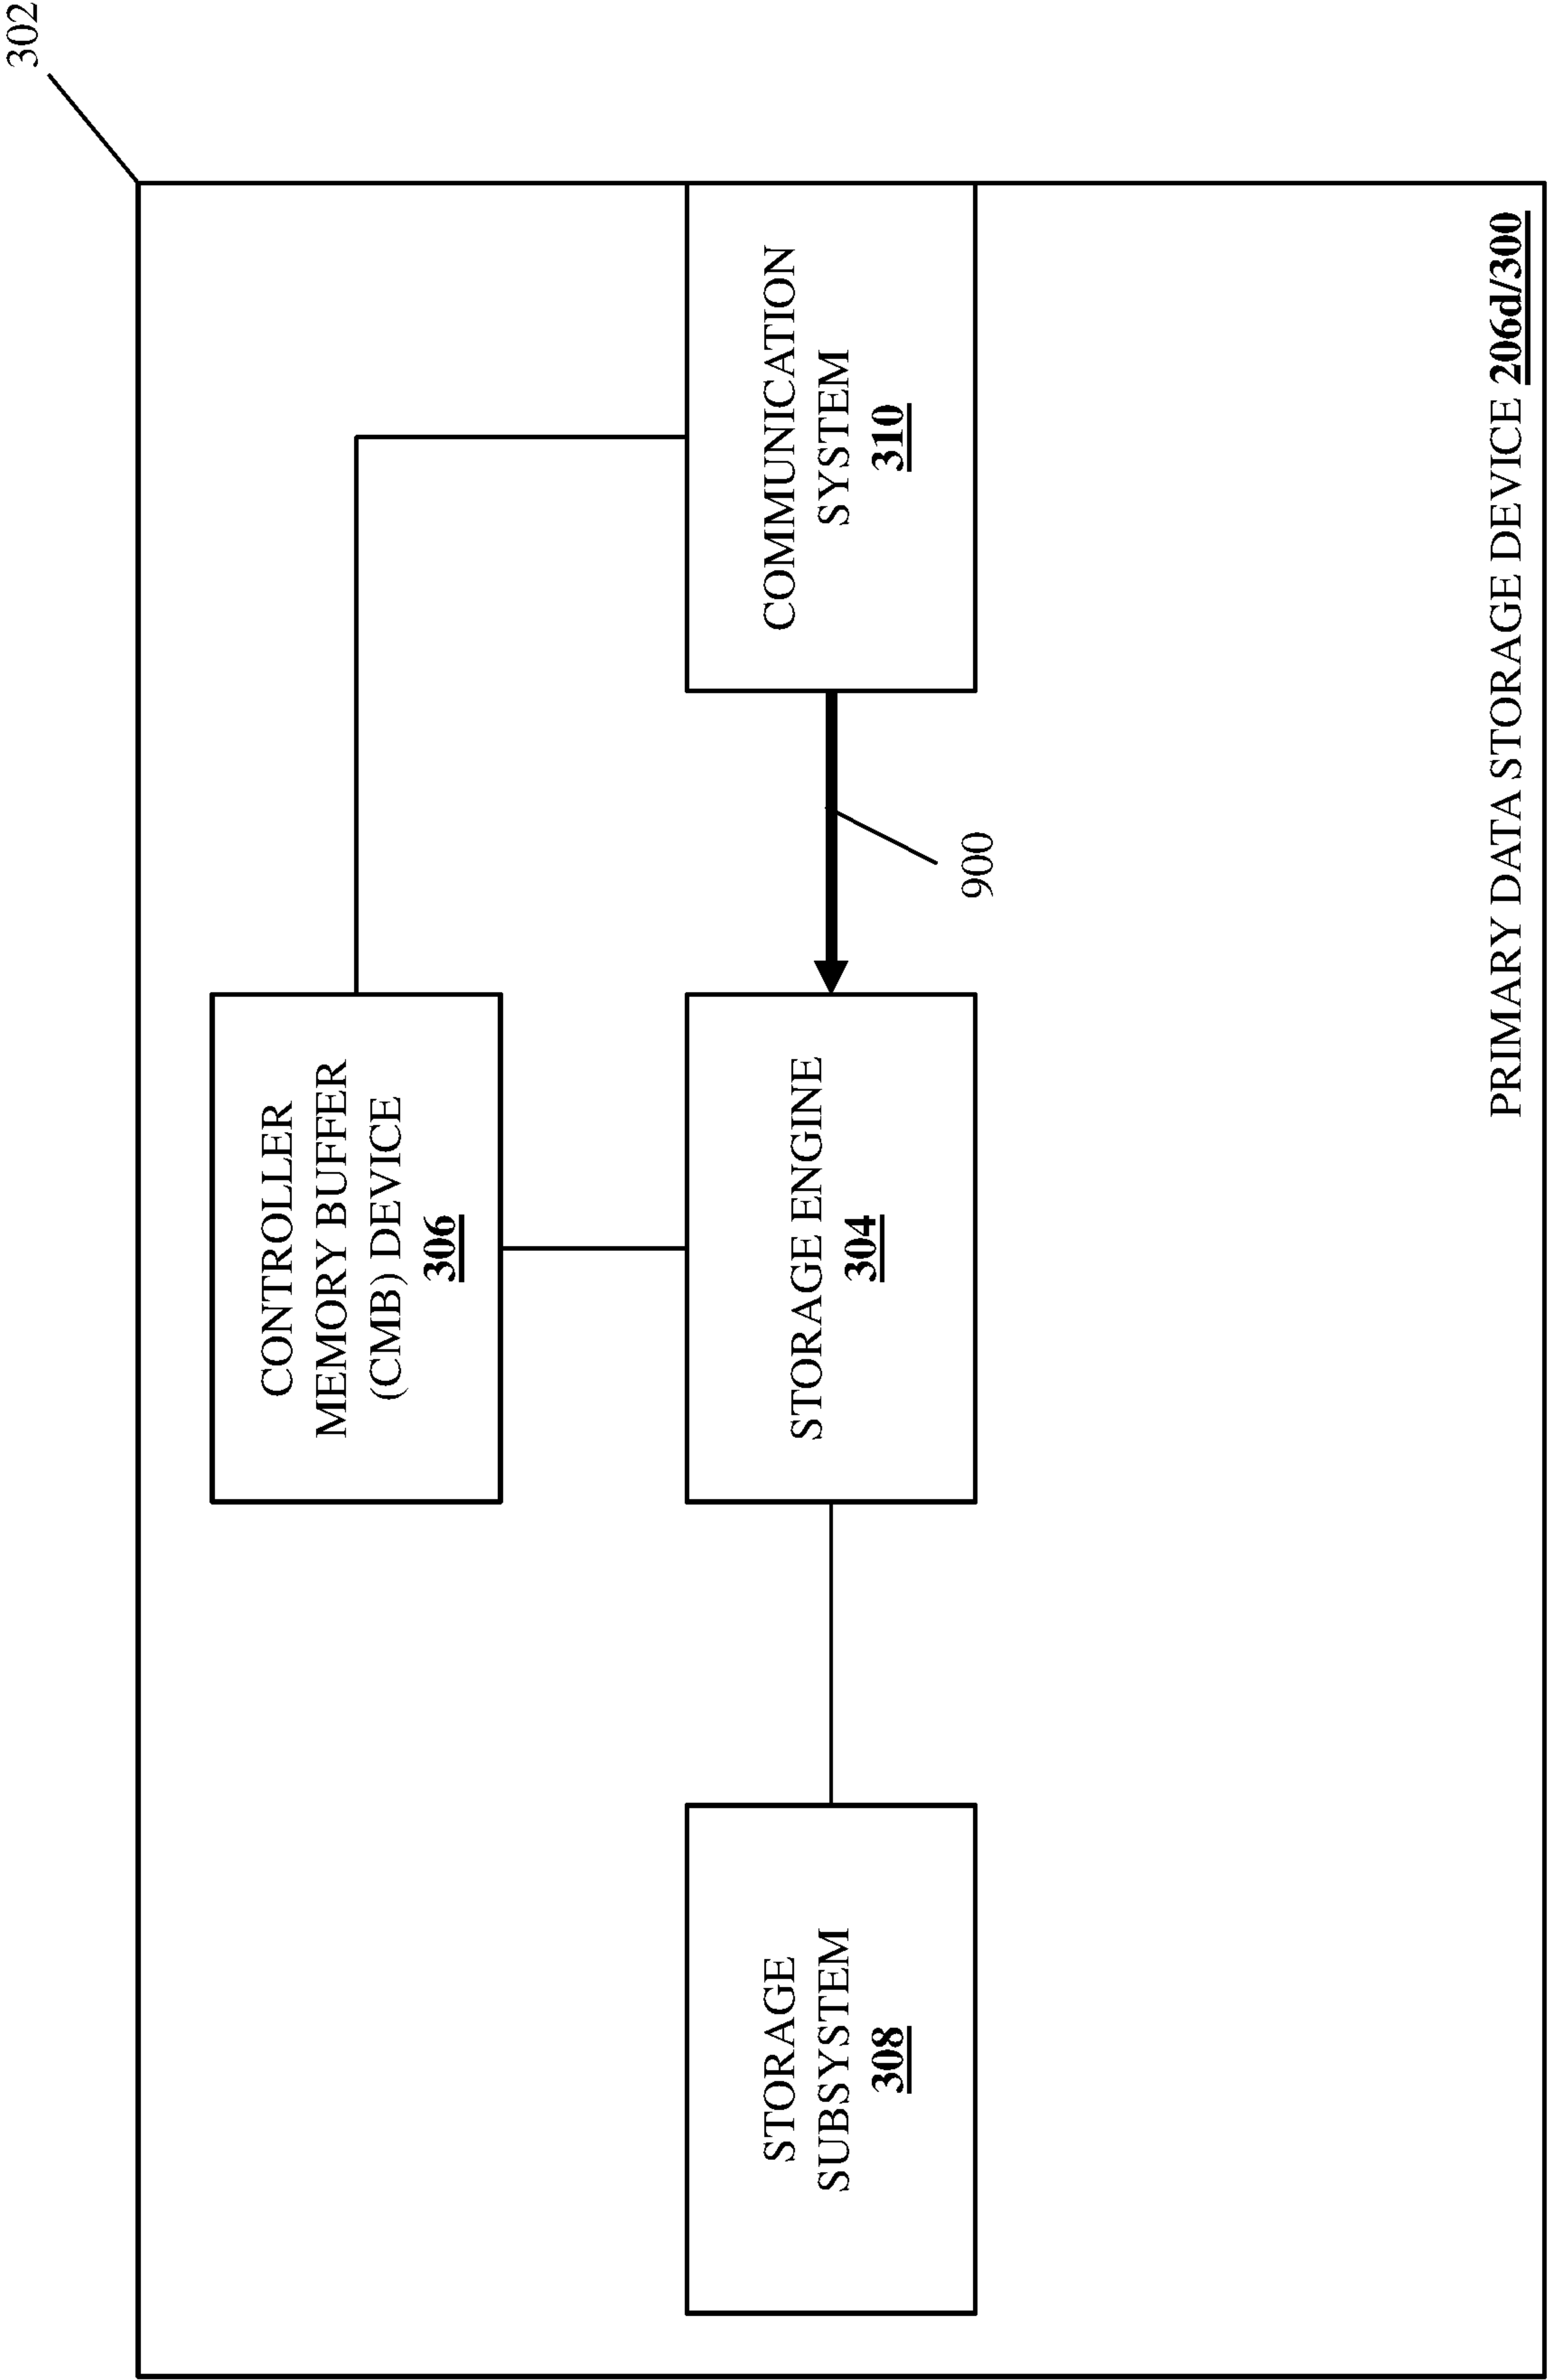 302
CONTROLLER
MEMORY BUFFER
(CMB) DEVICE
306
STORAGE
SUBSYSTEM
308
STORAGE ENGINE
304
COMMUNICATION
SYSTEM
310
900
PRIMARY DATA STORAGE DEVICE 206d/300